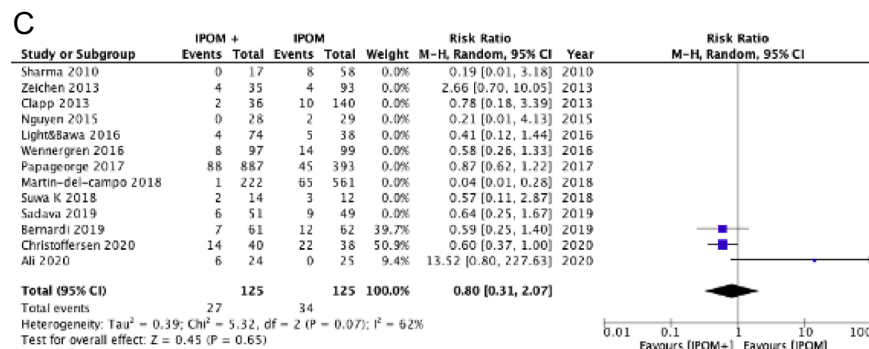 C
IPOM + IPOM Risk Ratio Risk Ratio
Study or Subgroup Events Total Events Total Weight M-H, Random, 95% CI Year M-H, Random, 95% CI
Sharma 2010 0 17 8 58 0.0% 0.19 [0.01, 3.18] 2010
Zeichen 2013 4 35 4 93 0.0% 2.66 [0.70, 10.05] 2013
Clapp 2013 2 36 10 140 0.0% 0.78 [0.18, 3.39] 2013
Nguyen 2015 0 28 2 29 0.0% 0.21 [0.01, 4.13] 2015
Light&Bawa 2016 4 74 5 38 0.0% 0.41 [0.12, 1.44] 2016
Wennergren 2016 8 97 14 99 0.0% 0.58 [0.26, 1.33] 2016
Papageorge 2017 88 887 45 393 0.0% 0.87 [0.62, 1.22] 2017
Martin-del-campo 2018 1 222 65 561 0.0% 0.04 [0.01, 0.28] 2018
Suwa K 2018 2 14 3 12 0.0% 0.57 [0.11, 2.87] 2018
Sadava 2019 6 51 9 49 0.0% 0.64 [0.25, 1.67] 2019
Bernardi 2019 7 61 12 62 39.7% 0.59 [0.25, 1.40] 2019
Christoffersen 2020 14 40 22 38 50.9% 0.60 [0.37, 1.00] 2020
Ali 2020 6 24 0 25 9.4% 13.52 [0.80, 227.63] 2020
Total (95% CI) 125 125 100.0% 0.80 [0.31, 2.07]
Total events 27 34
Heterogeneity: Tau² = 0.39; Chi² = 5.32, df = 2 (P = 0.07); I² = 62%
Test for overall effect: Z = 0.45 (P = 0.65)
0.01 0.1 1 10 100
Favours [IPOM+] Favours [IPOM]